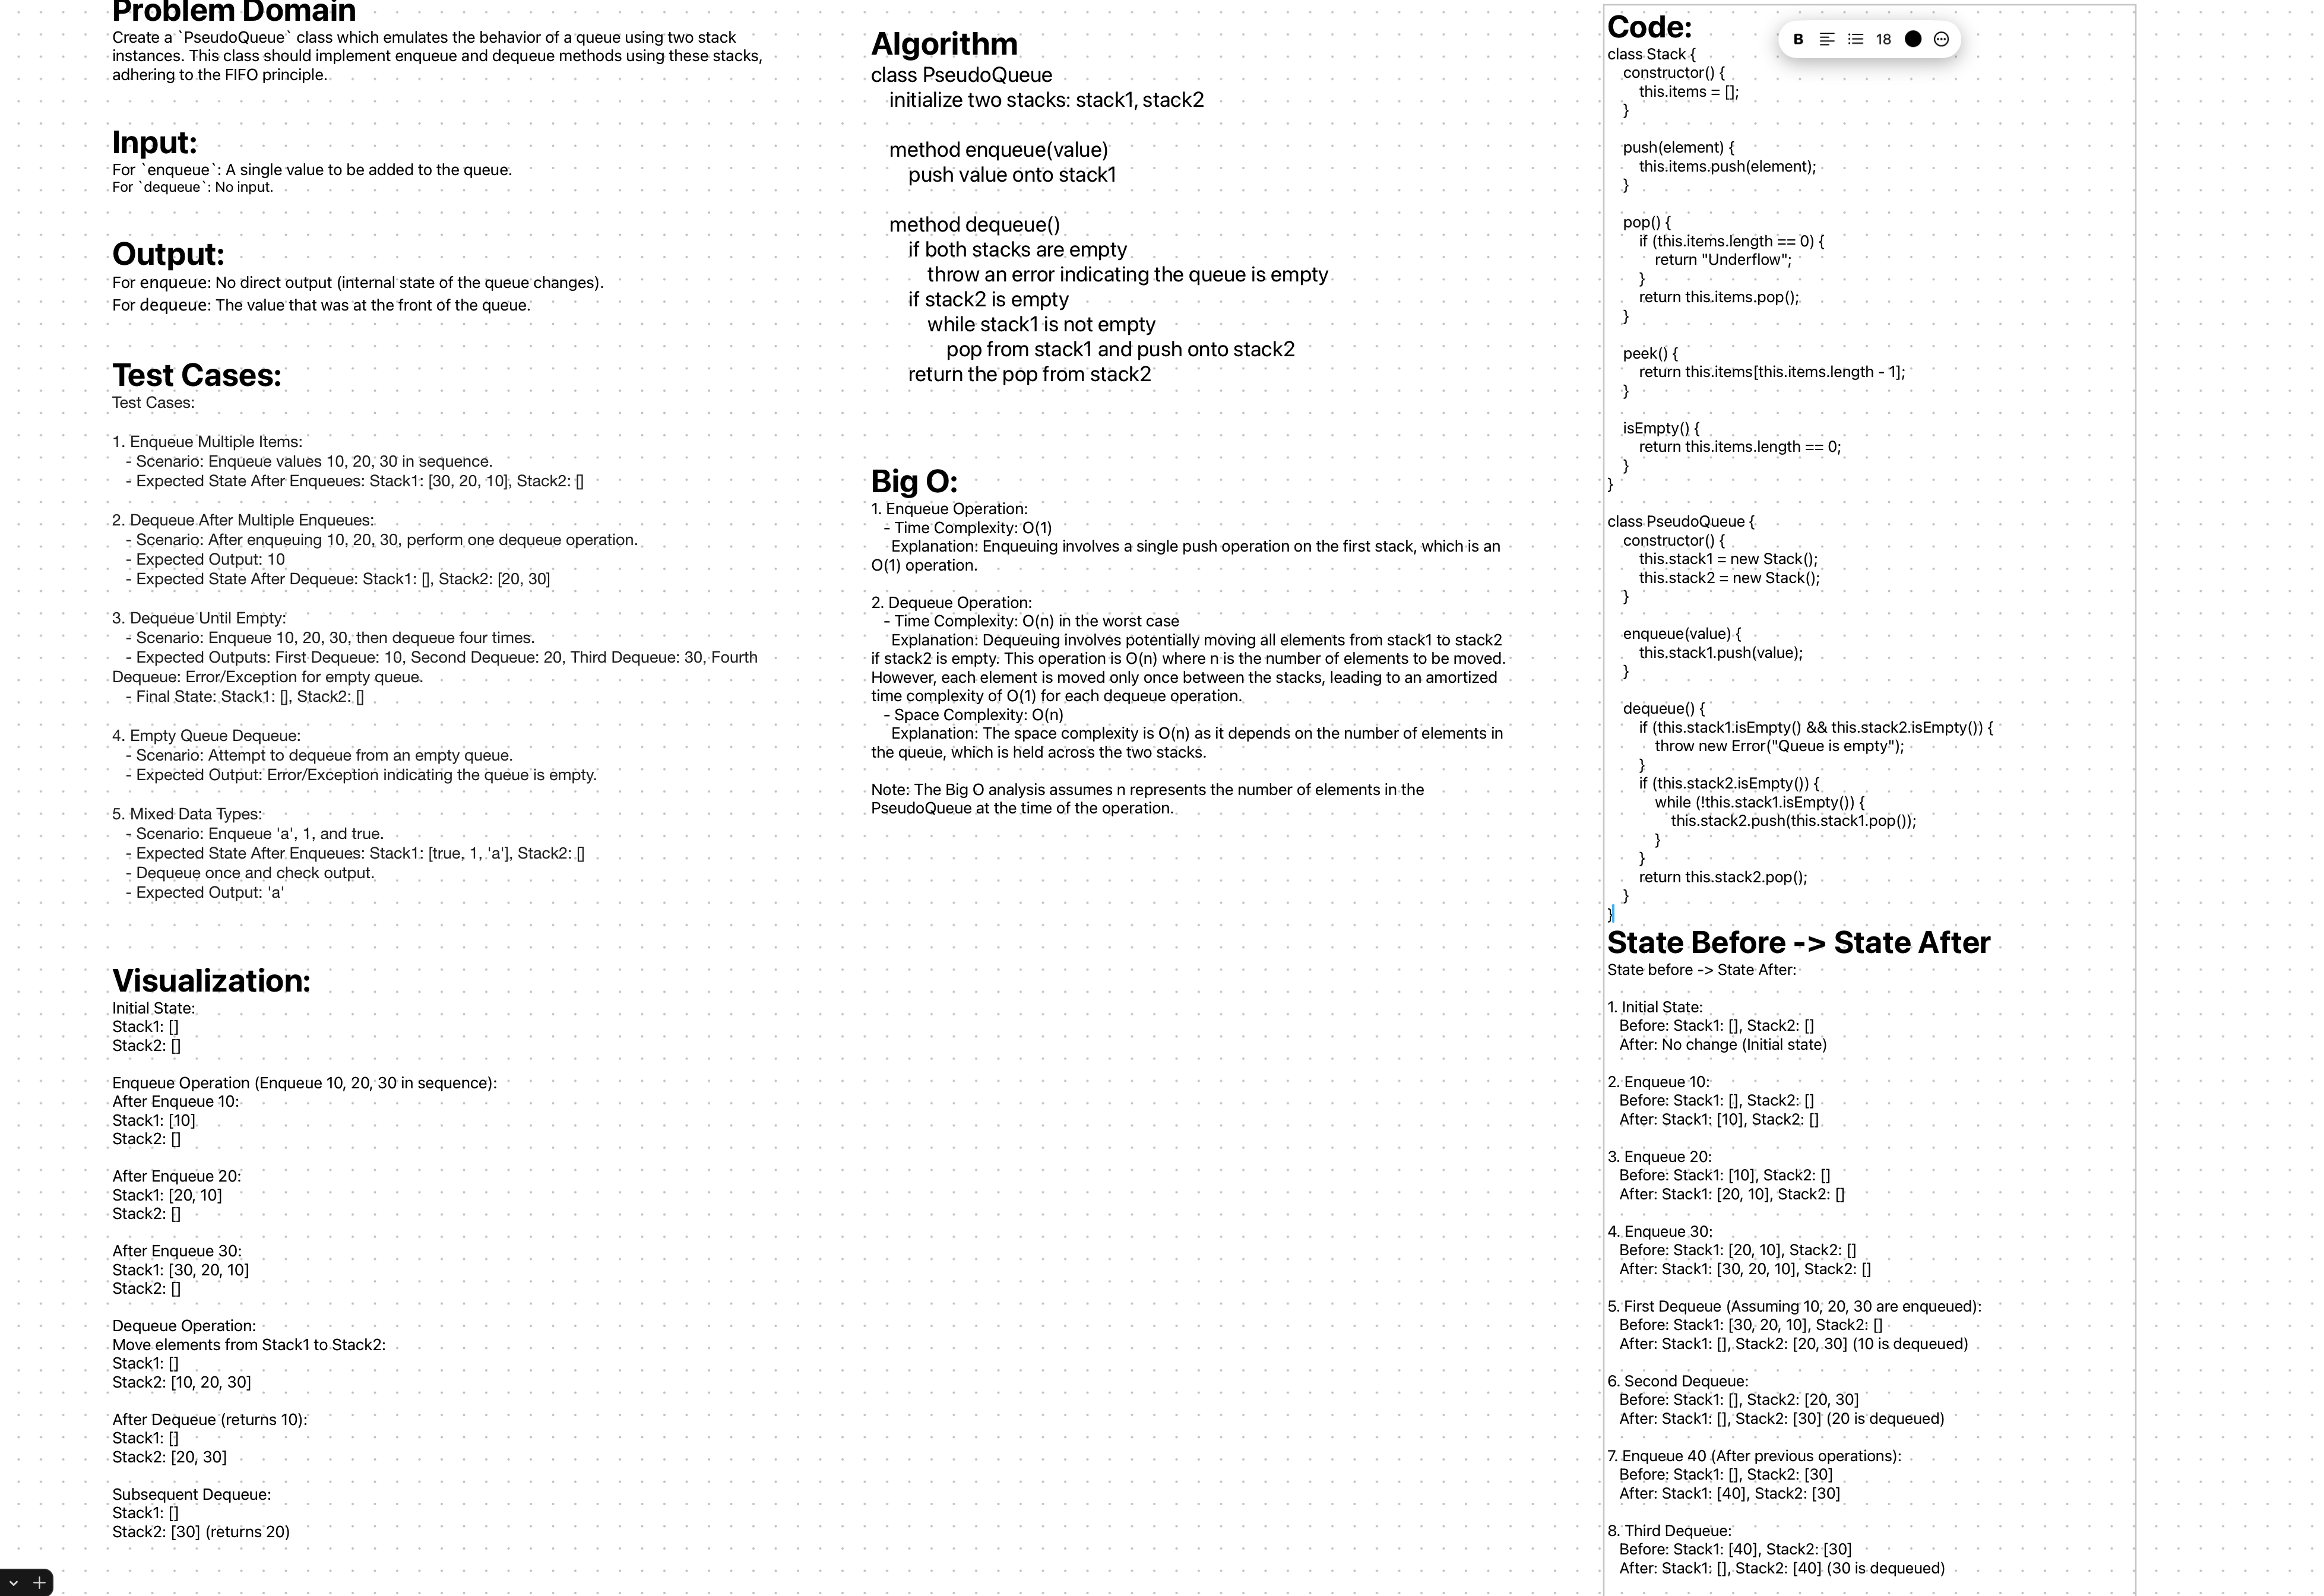 Problem Domain
Create a `PseudoQueue` class which emulates the behavior of a queue using two stack
instances. This class should implement enqueue and dequeue methods using these stacks,
adhering to the FIFO principle.
Input:
For `enqueue`: A single value to be added to the queue.
For `dequeue`: No input.
Output:
For enqueue: No direct output (internal state of the queue changes).
For dequeue: The value that was at the front of the queue.
Test Cases:
Test Cases:
1. Enqueue Multiple Items:
- Scenario: Enqueue values 10, 20, 30 in sequence.
- Expected State After Enqueues: Stack1: [30, 20, 10], Stack2: []
2. Dequeue After Multiple Enqueues:
- Scenario: After enqueuing 10, 20, 30, perform one dequeue operation.
- Expected Output: 10
- Expected State After Dequeue: Stack1: [], Stack2: [20, 30]
3. Dequeue Until Empty:
- Scenario: Enqueue 10, 20, 30, then dequeue four times.
- Expected Outputs: First Dequeue: 10, Second Dequeue: 20, Third Dequeue: 30, Fourth
Dequeue: Error/Exception for empty queue.
- Final State: Stack1: [], Stack2: []
4. Empty Queue Dequeue:
- Scenario: Attempt to dequeue from an empty queue.
- Expected Output: Error/Exception indicating the queue is empty.
5. Mixed Data Types:
- Scenario: Enqueue 'a', 1, and true.
- Expected State After Enqueues: Stack1: [true, 1, 'a'], Stack2: []
- Dequeue once and check output.
- Expected Output: 'a'
Visualization:
Initial State:
Stack1: []
Stack2: []
Enqueue Operation (Enqueue 10, 20, 30 in sequence):
After Enqueue 10:
Stack1: [10]
Stack2: []
After Enqueue 20:
Stack1: [20, 10]
Stack2: []
After Enqueue 30:
Stack1: [30, 20, 10]
Stack2: []
Dequeue Operation:
Move elements from Stack1 to Stack2:
Stack1: []
Stack2: [10, 20, 30]
After Dequeue (returns 10):
Stack1: []
Stack2: [20, 30]
Subsequent Dequeue:
Stack1: []
Stack2: [30] (returns 20)
Algorithm
class PseudoQueue
initialize two stacks: stack1, stack2
method enqueue(value)
push value onto stack1
method dequeue()
if both stacks are empty
throw an error indicating the queue is empty
if stack2 is empty
while stack1 is not empty
pop from stack1 and push onto stack2
return the pop from stack2
Big O:
1. Enqueue Operation:
- Time Complexity: O(1)
Explanation: Enqueuing involves a single push operation on the first stack, which is an
O(1) operation.
2. Dequeue Operation:
- Time Complexity: O(n) in the worst case
Explanation: Dequeuing involves potentially moving all elements from stack1 to stack2
if stack2 is empty. This operation is O(n) where n is the number of elements to be moved.
However, each element is moved only once between the stacks, leading to an amortized
time complexity of O(1) for each dequeue operation.
- Space Complexity: O(n)
Explanation: The space complexity is O(n) as it depends on the number of elements in
the queue, which is held across the two stacks.
Note: The Big O analysis assumes n represents the number of elements in the
PseudoQueue at the time of the operation.
B
18
Code:
class Stack {
constructor() {
this.items = [];
}
push(element) {
this.items.push(element);
}
pop() {
if (this.items.length == 0) {
return "Underflow";
}
return this.items.pop();
}
peek() {
return this.items[this.items.length - 1];
}
isEmpty() {
return this.items.length == 0;
}
}
class PseudoQueue {
constructor() {
this.stack1 = new Stack();
this.stack2 = new Stack();
}
enqueue(value) {
this.stack1.push(value);
}
dequeue() {
if (this.stack1.isEmpty() && this.stack2.isEmpty()) {
throw new Error("Queue is empty");
}
if (this.stack2.isEmpty()) {
while (!this.stack1.isEmpty()) {
this.stack2.push(this.stack1.pop());
}
}
return this.stack2.pop();
}
}
State Before -> State After
State before -> State After:
1. Initial State:
Before: Stack1: [], Stack2: []
After: No change (Initial state)
2. Enqueue 10:
Before: Stack1: [], Stack2: []
After: Stack1: [10], Stack2: []
3. Enqueue 20:
Before: Stack1: [10], Stack2: []
After: Stack1: [20, 10], Stack2: []
4. Enqueue 30:
Before: Stack1: [20, 10], Stack2: []
After: Stack1: [30, 20, 10], Stack2: []
5. First Dequeue (Assuming 10, 20, 30 are enqueued):
Before: Stack1: [30, 20, 10], Stack2: []
After: Stack1: [], Stack2: [20, 30] (10 is dequeued)
6. Second Dequeue:
Before: Stack1: [], Stack2: [20, 30]
After: Stack1: [], Stack2: [30] (20 is dequeued)
7. Enqueue 40 (After previous operations):
Before: Stack1: [], Stack2: [30]
After: Stack1: [40], Stack2: [30]
8. Third Dequeue:
Before: Stack1: [40], Stack2: [30]
After: Stack1: [], Stack2: [40] (30 is dequeued)